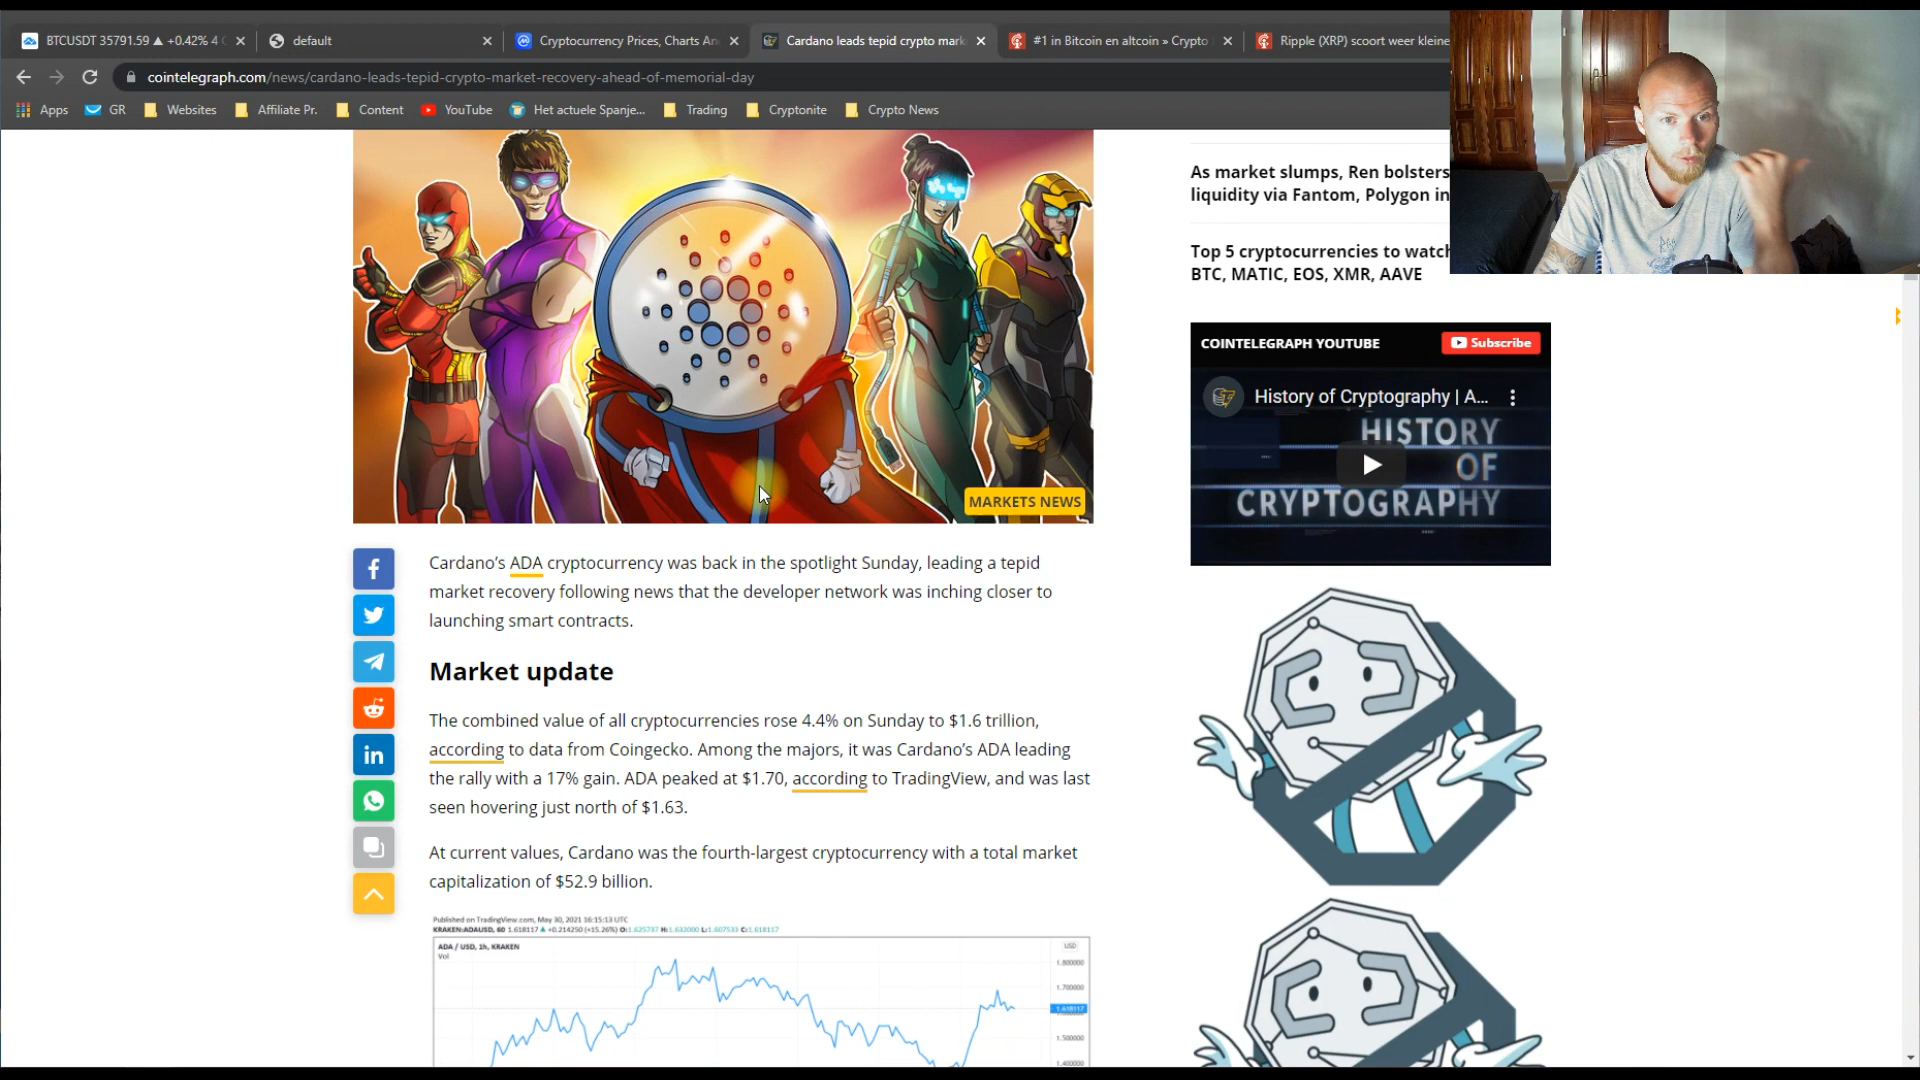 BTCUSDT 35791.59 ▲ +0.42% 4
default
Cryptocurrency Prices, Charts An
Cardano leads tepid crypto mark
#1 in Bitcoin en altcoin » Crypto
Ripple (XRP) scoort weer kleine
cointelegraph.com/news/cardano-leads-tepid-crypto-market-recovery-ahead-of-memorial-day
Apps
GR
Websites
Affiliate Pr.
Content
YouTube
Het actuele Spanje...
Trading
Cryptonite
Crypto News
MARKETS NEWS
Cardano's ADA cryptocurrency was back in the spotlight Sunday, leading a tepid
market recovery following news that the developer network was inching closer to
launching smart contracts.
Market update
The combined value of all cryptocurrencies rose 4.4% on Sunday to $1.6 trillion,
according to data from Coingecko. Among the majors, it was Cardano's ADA leading
the rally with a 17% gain. ADA peaked at $1.70, according to TradingView, and was last
seen hovering just north of $1.63.
At current values, Cardano was the fourth-largest cryptocurrency with a total market
capitalization of $52.9 billion.
Published on TradingView.com, May 30, 2021 16:15:13 UTC
KRAKEN:ADAUSD, 60 1.618117 ▲ +0.214250 (+15.26%) O:1.625737 H:1.632000 L:1.607533 C:1.618117
ADA / USD, 1h, KRAKEN
Vol
USD
1.800000
1.700000
1.618117
1.500000
1.400000
As market slumps, Ren bolsters
liquidity via Fantom, Polygon in
Top 5 cryptocurrencies to watch
BTC, MATIC, EOS, XMR, AAVE
COINTELEGRAPH YOUTUBE
Subscribe
History of Cryptography | A...
HISTORY
OF
CRYPTOGRAPHY